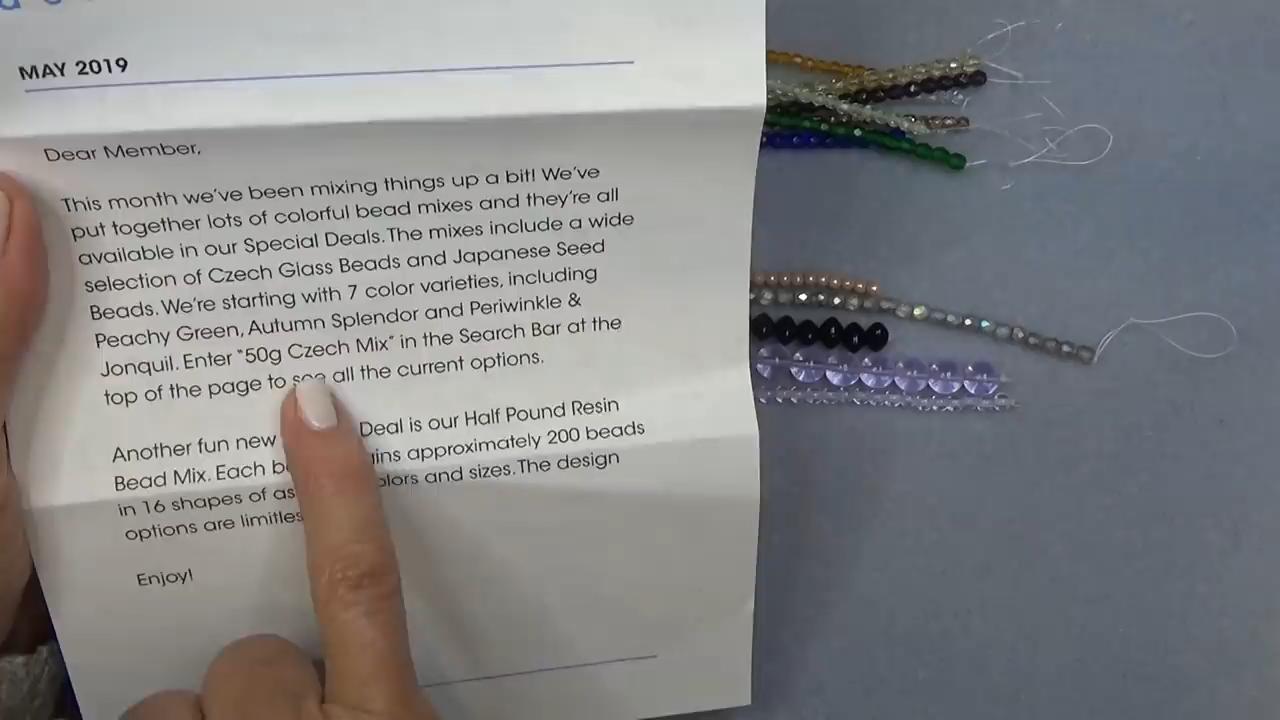 MAY 2019
Dear Member,
This month we've been mixing things up a bit! We've
put together lots of colorful bead mixes and they're all
available in our Special Deals. The mixes include a wide
selection of Czech Glass Beads and Japanese Seed
Beads. We're starting with 7 color varieties, including
Peachy Green, Autumn Splendor and Periwinkle &
Jonquil. Enter "50g Czech Mix" in the Search Bar at the
top of the page to see all the current options.
Another fun new Deal is our Half Pound Resin
Bead Mix. Each approximately 200 beads
in 16 shapes of and sizes. The design
options are limitles
Enjoy!